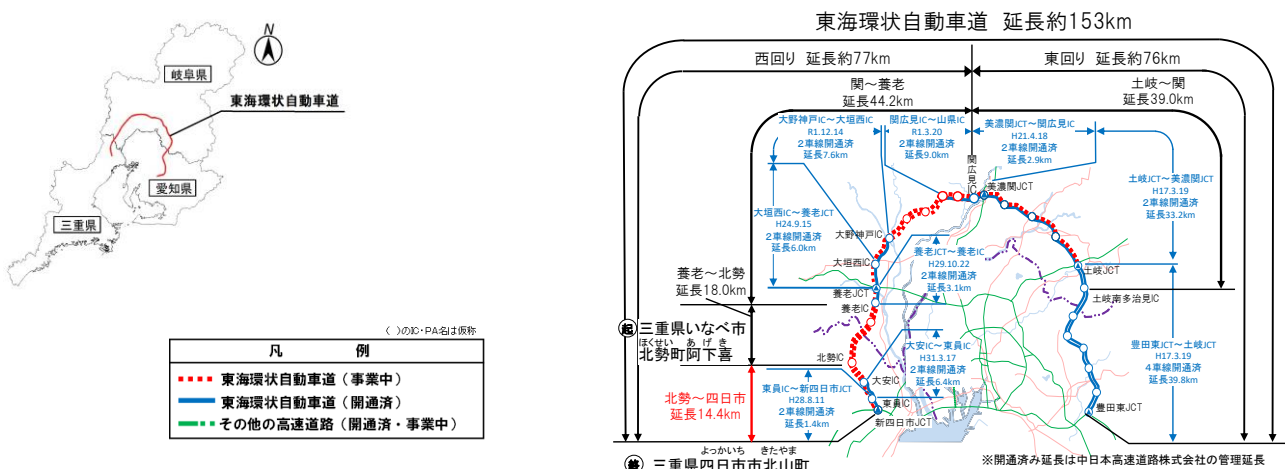 N
岐阜県
東海環状自動車道
愛知県
三重県
( )のIC・PA名は仮称
凡 例
東海環状自動車道（事業中）
東海環状自動車道（開通済）
その他の高速道路（開通済・事業中）
東海環状自動車道 延長約153km
西回り 延長約77km
東回り 延長約76km
関～養老
延長44.2km
土岐～関
延長39.0km
大野神戸IC～大垣西IC
R1.12.14
２車線開通済
延長7.6km
関広見IC～山県IC
R1.3.20
２車線開通済
延長9.0km
美濃関JCT～関広見IC
H21.4.18
２車線開通済
延長2.9km
関広見IC
美濃関JCT
土岐JCT～美濃関JCT
H17.3.19
２車線開通済
延長33.2km
大垣西IC～養老JCT
H24.9.15
２車線開通済
延長6.0km
大野神戸IC
大垣西IC
養老JCT
養老IC
養老JCT～養老IC
H29.10.22
２車線開通済
延長3.1km
土岐JCT
土岐南多治見IC
養老～北勢
延長18.0km
起 三重県いなべ市
ほくせい あげき
北勢町阿下喜
北勢IC
大安IC～東員IC
H31.3.17
２車線開通済
延長6.4km
豊田東JCT～土岐JCT
H17.3.19
４車線開通済
延長39.8km
北勢～四日市
延長14.4km
東員IC～新四日市JCT
H28.8.11
２車線開通済
延長1.4km
大安IC
東員IC
新四日市JCT
豊田東JCT
よっかいち きたやま
終 三重県四日市市北山町
※開通済み延長は中日本高速道路株式会社の管理延長